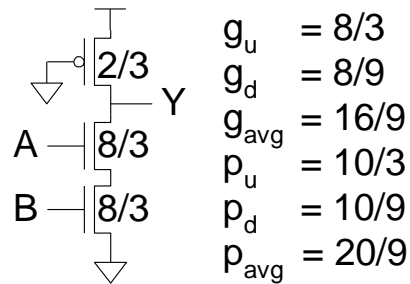 2/3
Y
A 8/3
B 8/3
g_u = 8/3
g_d = 8/9
g_avg = 16/9
p_u = 10/3
p_d = 10/9
p_avg = 20/9